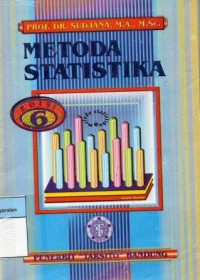 PROF. DR. SUDJANA, M.A., M.Sc.
METODA
STATISTIKA
EDISI
6
PENERBIT "TARSITO" BANDUNG